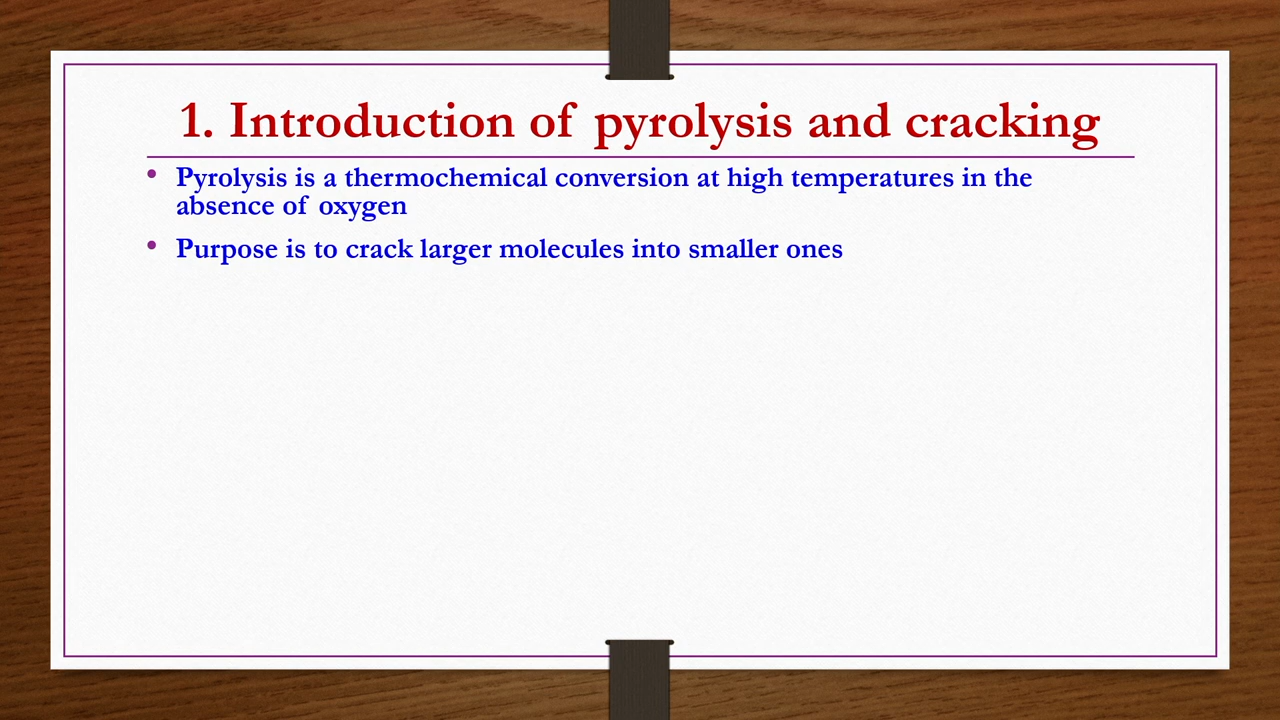 1. Introduction of pyrolysis and cracking
• Pyrolysis is a thermochemical conversion at high temperatures in the
absence of oxygen
• Purpose is to crack larger molecules into smaller ones